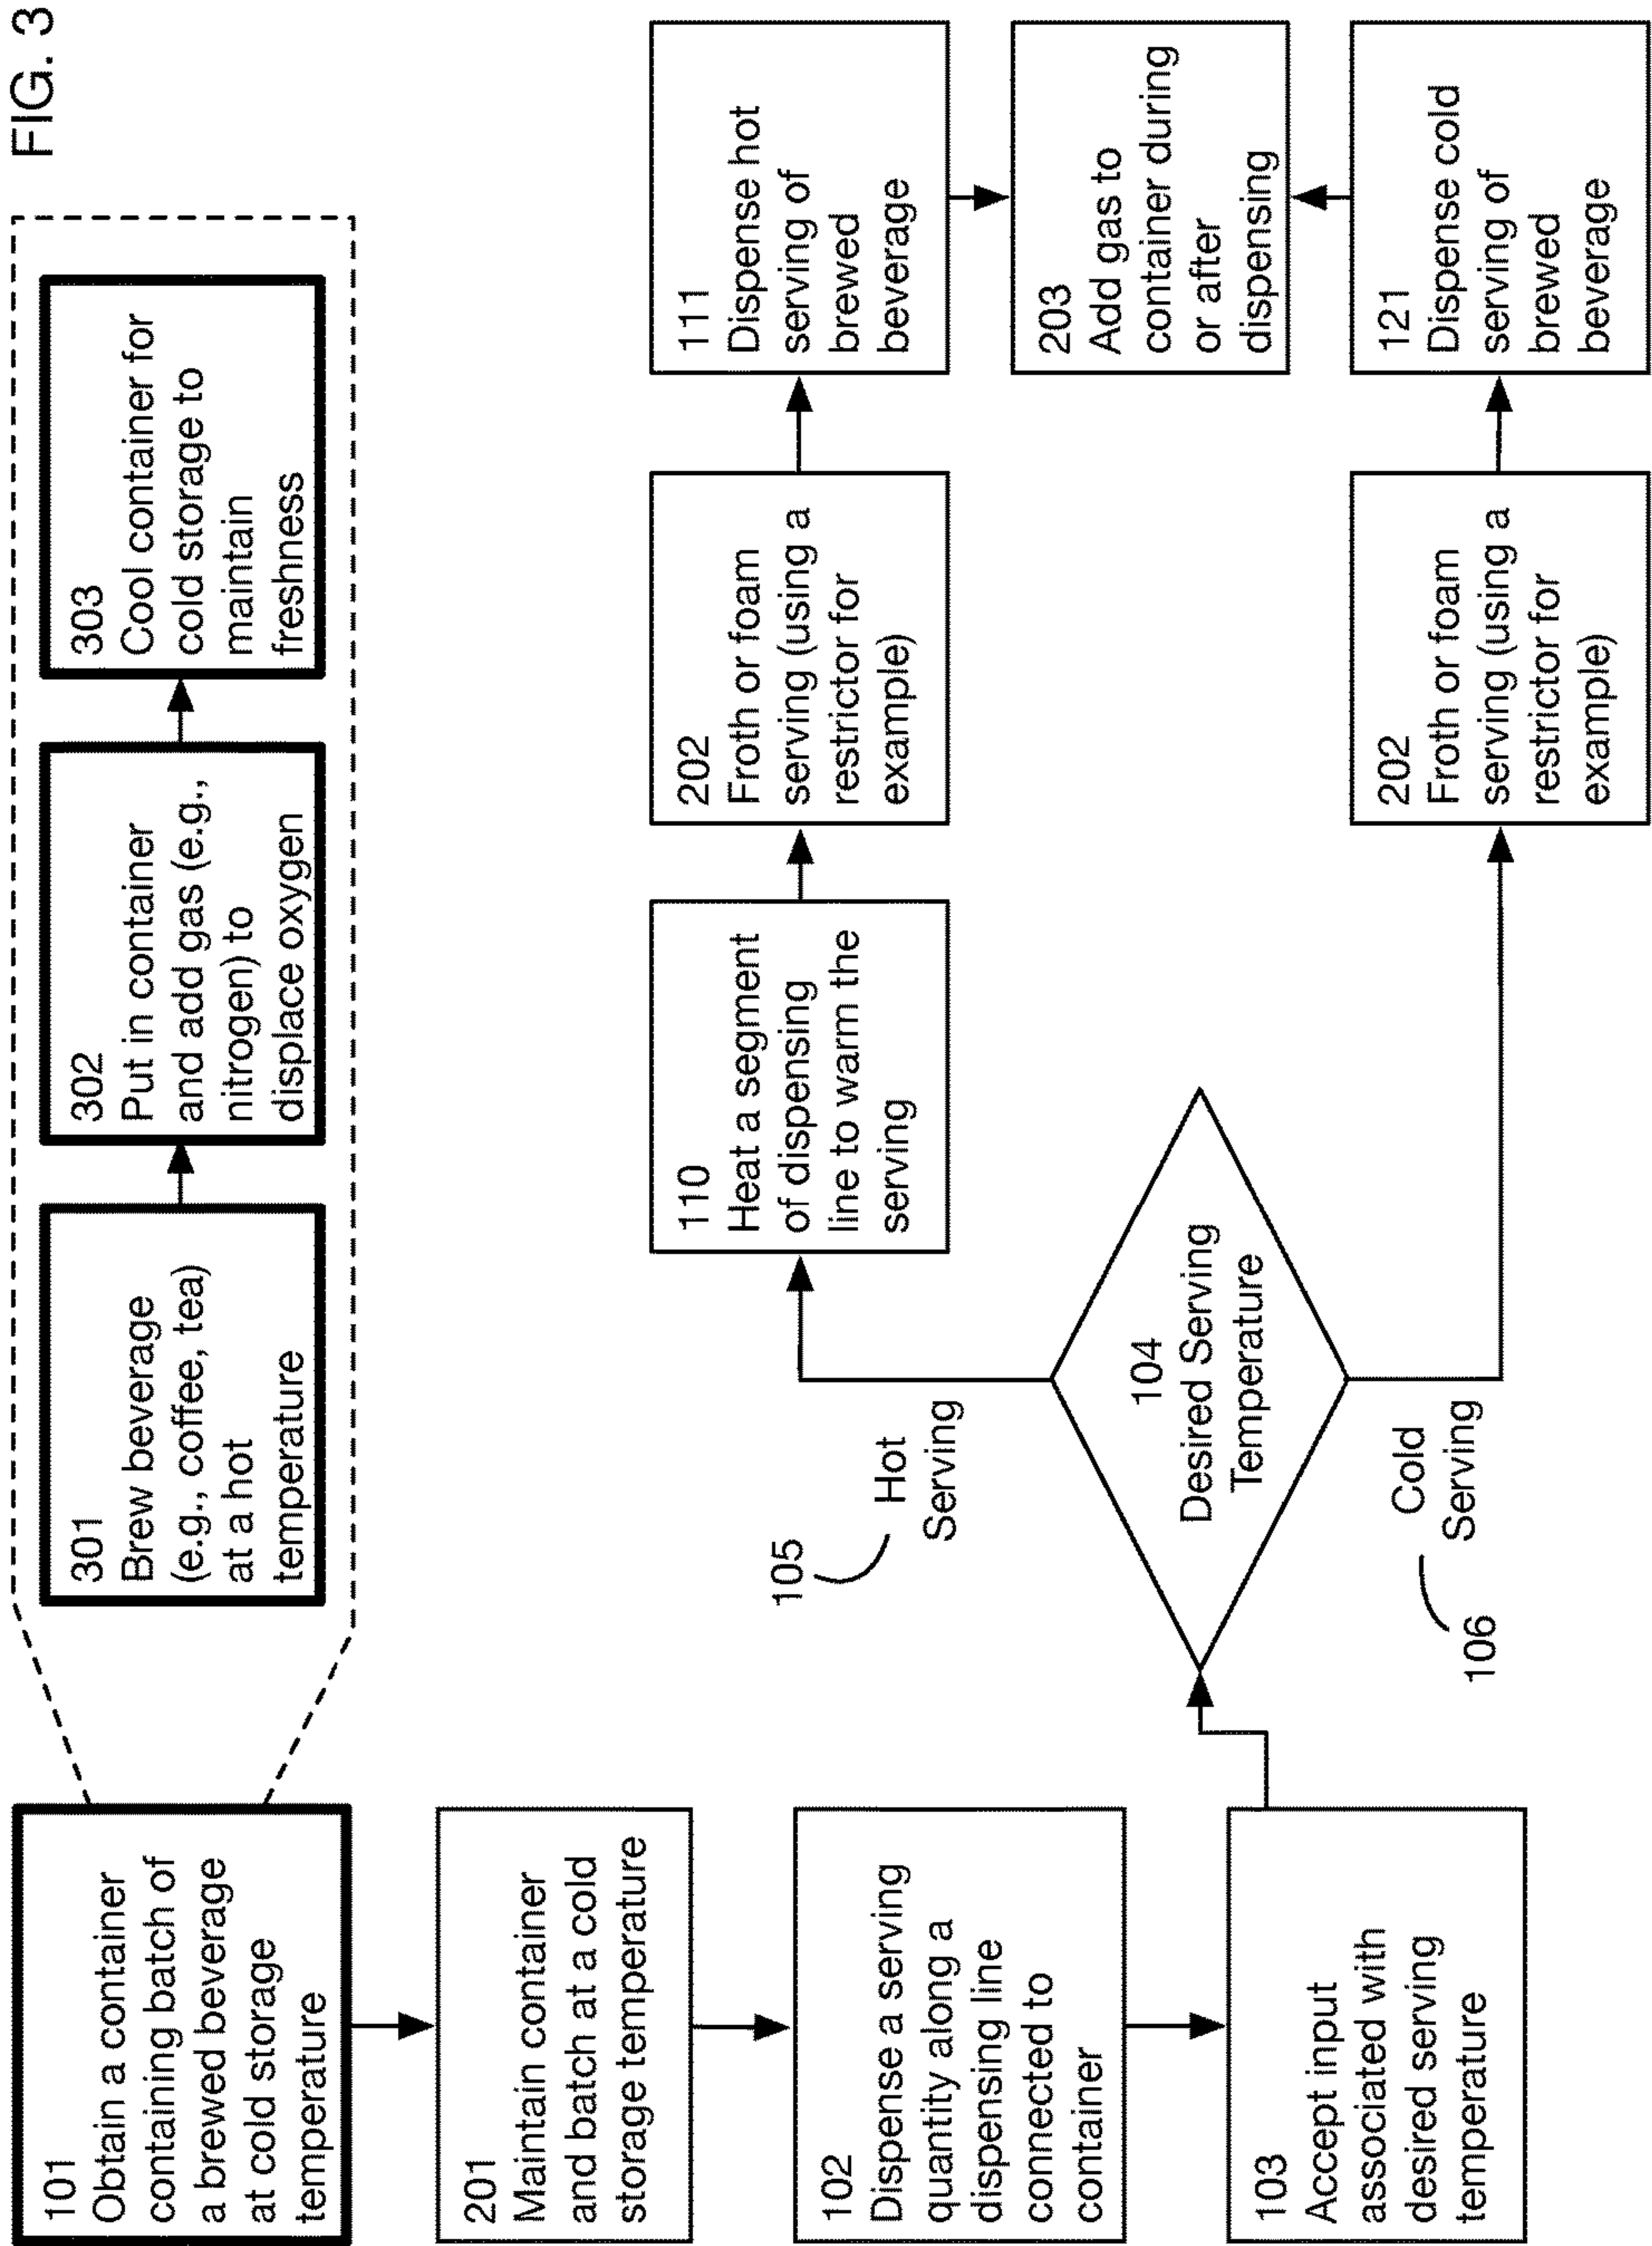 FIG. 3
101
Obtain a container
containing batch of
a brewed beverage
at cold storage
temperature
301
Brew beverage
(e.g., coffee, tea)
at a hot
temperature
302
Put in container
and add gas (e.g.,
nitrogen) to
displace oxygen
303
Cool container for
cold storage to
maintain
freshness
201
Maintain container
and batch at a cold
storage temperature
102
Dispense a serving
quantity along a
dispensing line
connected to
container
103
Accept input
associated with
desired serving
temperature
104
Desired Serving
Temperature
105
Hot
Serving
110
Heat a segment
of dispensing
line to warm the
serving
202
Froth or foam
serving (using a
restrictor for
example)
111
Dispense hot
serving of
brewed
beverage
203
Add gas to
container during
or after
dispensing
106
Cold
Serving
202
Froth or foam
serving (using a
restrictor for
example)
121
Dispense cold
serving of
brewed
beverage